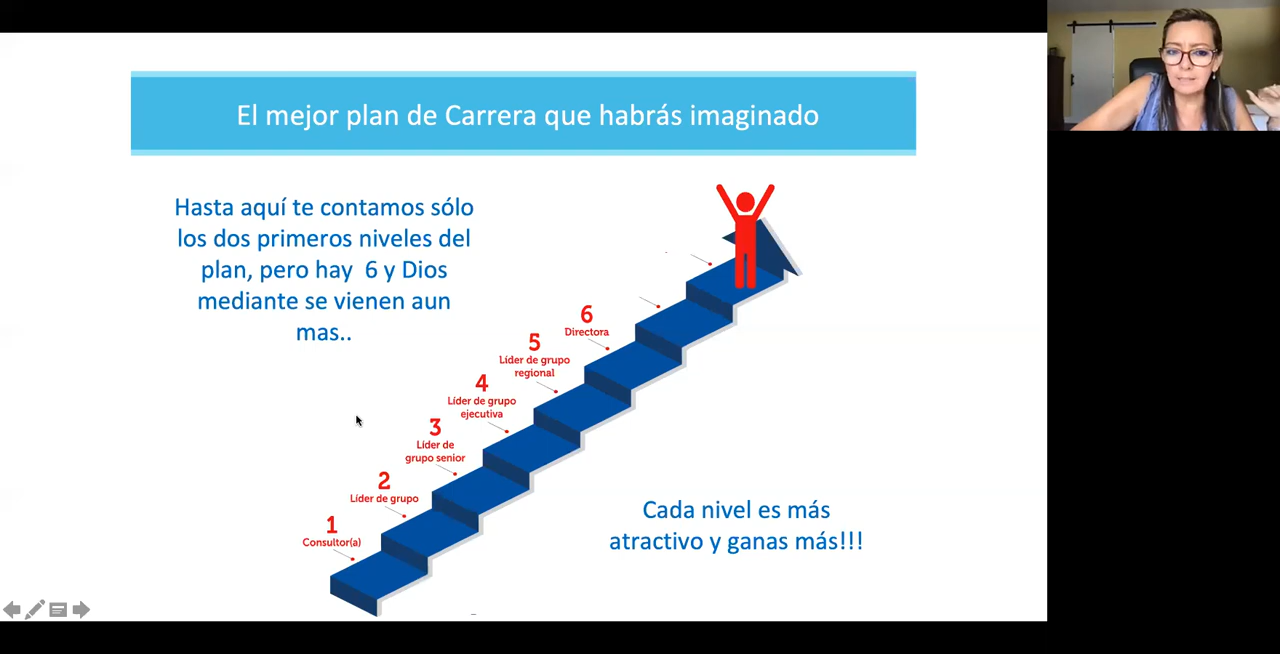 El mejor plan de Carrera que habrás imaginado
Hasta aquí te contamos sólo
los dos primeros niveles del
plan, pero hay 6 y Dios
mediante se vienen aun
mas..
6
Directora
5
Líder de grupo
regional
4
Líder de grupo
ejecutiva
3
Líder de
grupo senior
2
Líder de grupo
1
Consultor(a)
Cada nivel es más
atractivo y ganas más!!!